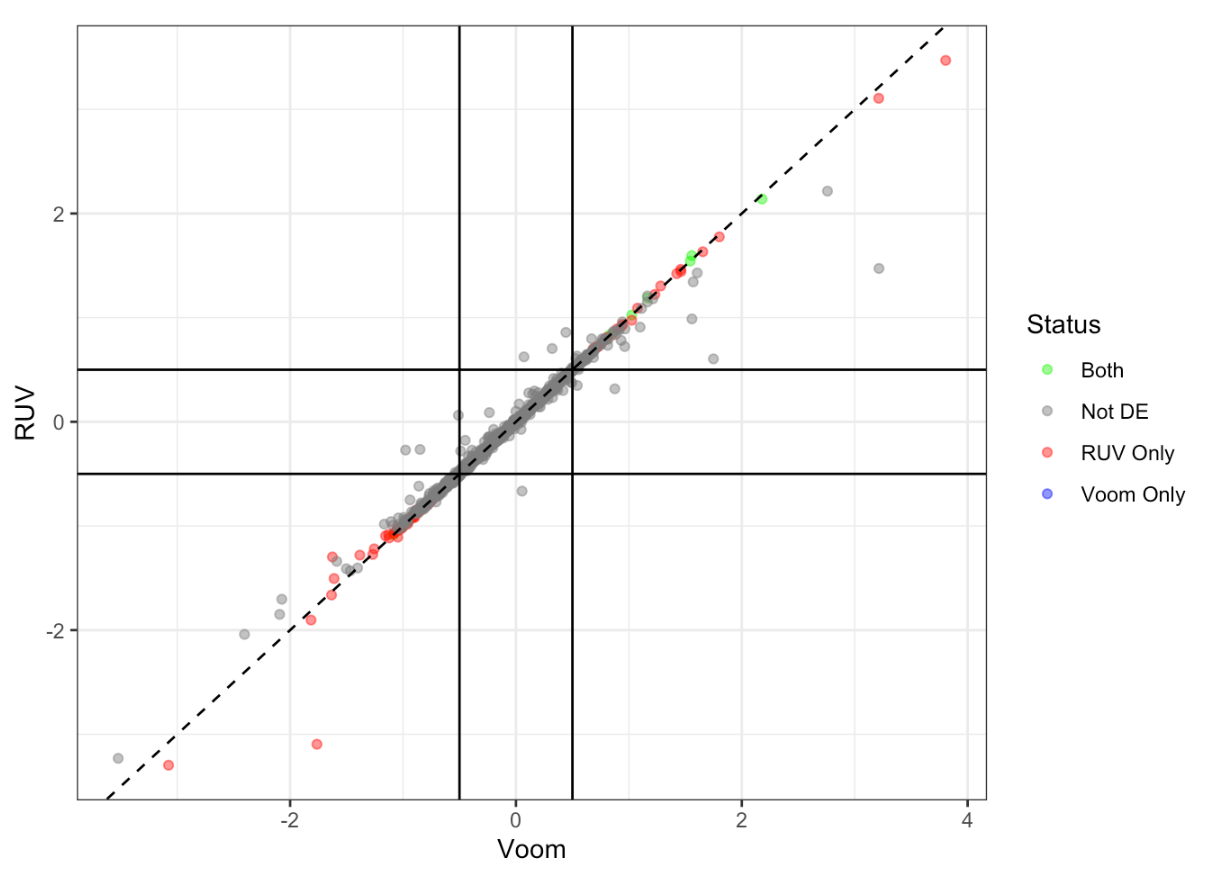 2
0
-2
RUV
-2
0
2
4
Voom
Status
Both
Not DE
RUV Only
Voom Only